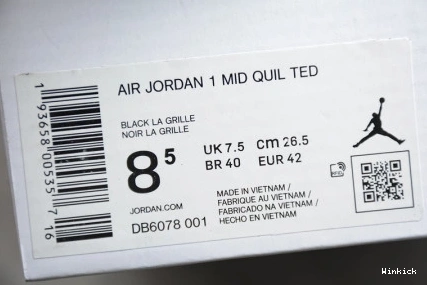 AIR JORDAN 1 MID QUIL TED
BLACK LA GRILLE
NOIR LA GRILLE
8 5
UK 7.5 Cm 26.5
BR 40 EUR 42
JORDAN.COM
DB6078 001
MADE IN VIETNAM /
FABRIQUE AU VIETNAM /
FABRICADO NA VIETNAM /
HECHO EN VIETNAM
1 93658 00535 7 16
Winkick